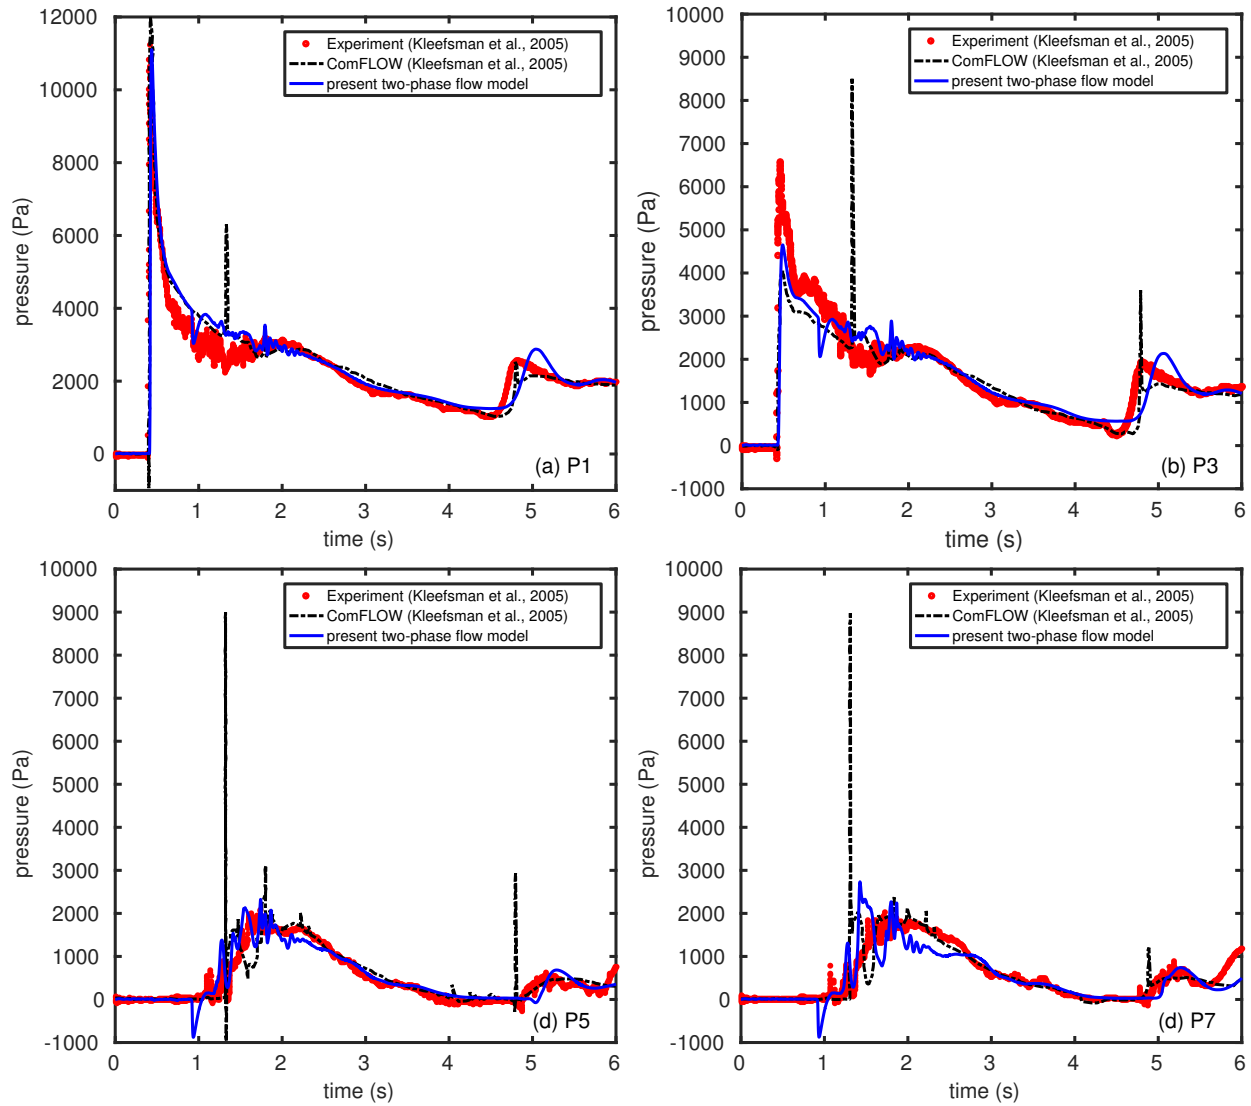 12000
10000
8000
6000
4000
2000
0
pressure (Pa)
Experiment (Kleefsman et al., 2005)
ComFLOW (Kleefsman et al., 2005)
present two-phase flow model
(a) P1
0 1 2 3 4 5 6
time (s)
10000
9000
8000
7000
6000
5000
4000
3000
2000
1000
0
-1000
pressure (Pa)
Experiment (Kleefsman et al., 2005)
ComFLOW (Kleefsman et al., 2005)
present two-phase flow model
(b) P3
0 1 2 3 4 5 6
time (s)
10000
9000
8000
7000
6000
5000
4000
3000
2000
1000
0
-1000
pressure (Pa)
Experiment (Kleefsman et al., 2005)
ComFLOW (Kleefsman et al., 2005)
present two-phase flow model
(d) P5
0 1 2 3 4 5 6
time (s)
10000
9000
8000
7000
6000
5000
4000
3000
2000
1000
0
-1000
pressure (Pa)
Experiment (Kleefsman et al., 2005)
ComFLOW (Kleefsman et al., 2005)
present two-phase flow model
(d) P7
0 1 2 3 4 5 6
time (s)